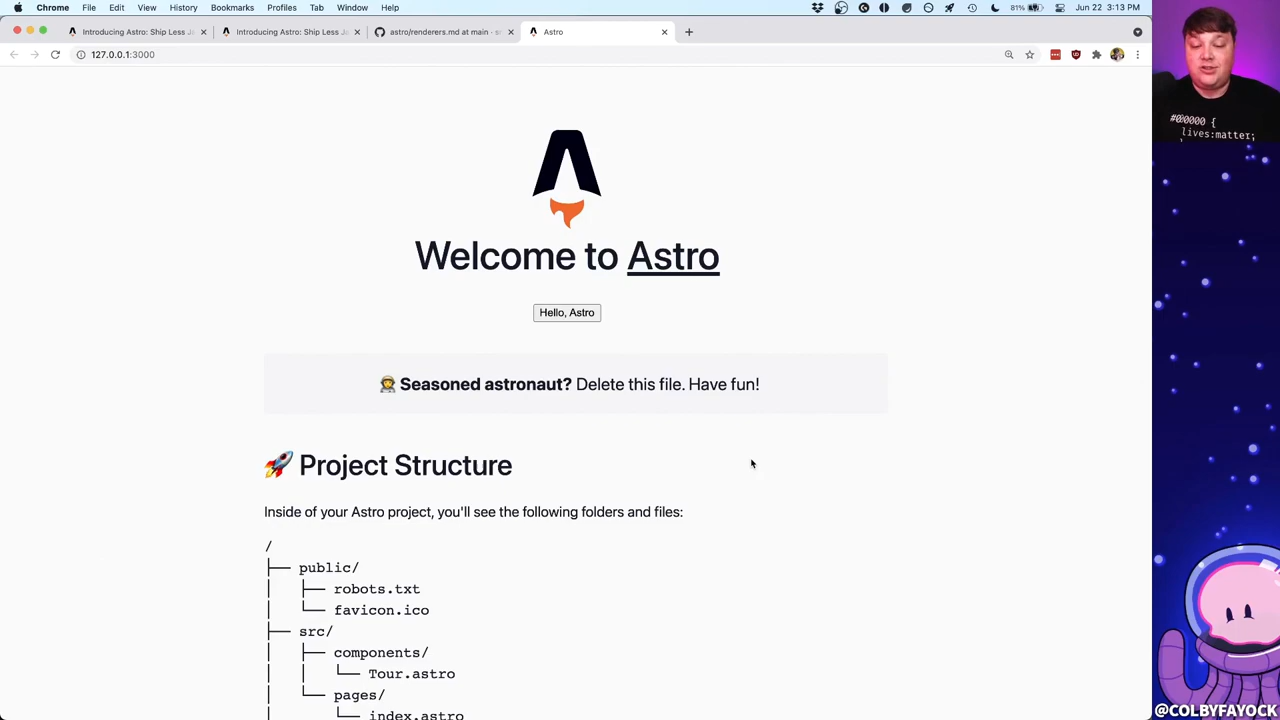 Chrome File Edit View History Bookmarks Profiles Tab Window Help
81% Jun 22 3:13 PM
Introducing Astro: Ship Less Ja
Introducing Astro: Ship Less Ja
astro/renderers.md at main · s
Astro
127.0.0.1:3000
Welcome to Astro
Hello, Astro
Seasoned astronaut? Delete this file. Have fun!
Project Structure
Inside of your Astro project, you'll see the following folders and files:
/
├── public/
│   ├── robots.txt
│   └── favicon.ico
├── src/
│   ├── components/
│   │   └── Tour.astro
│   └── pages/
│       └── index.astro
#000000 {
lives:matter;
@COLBYFAYOCK